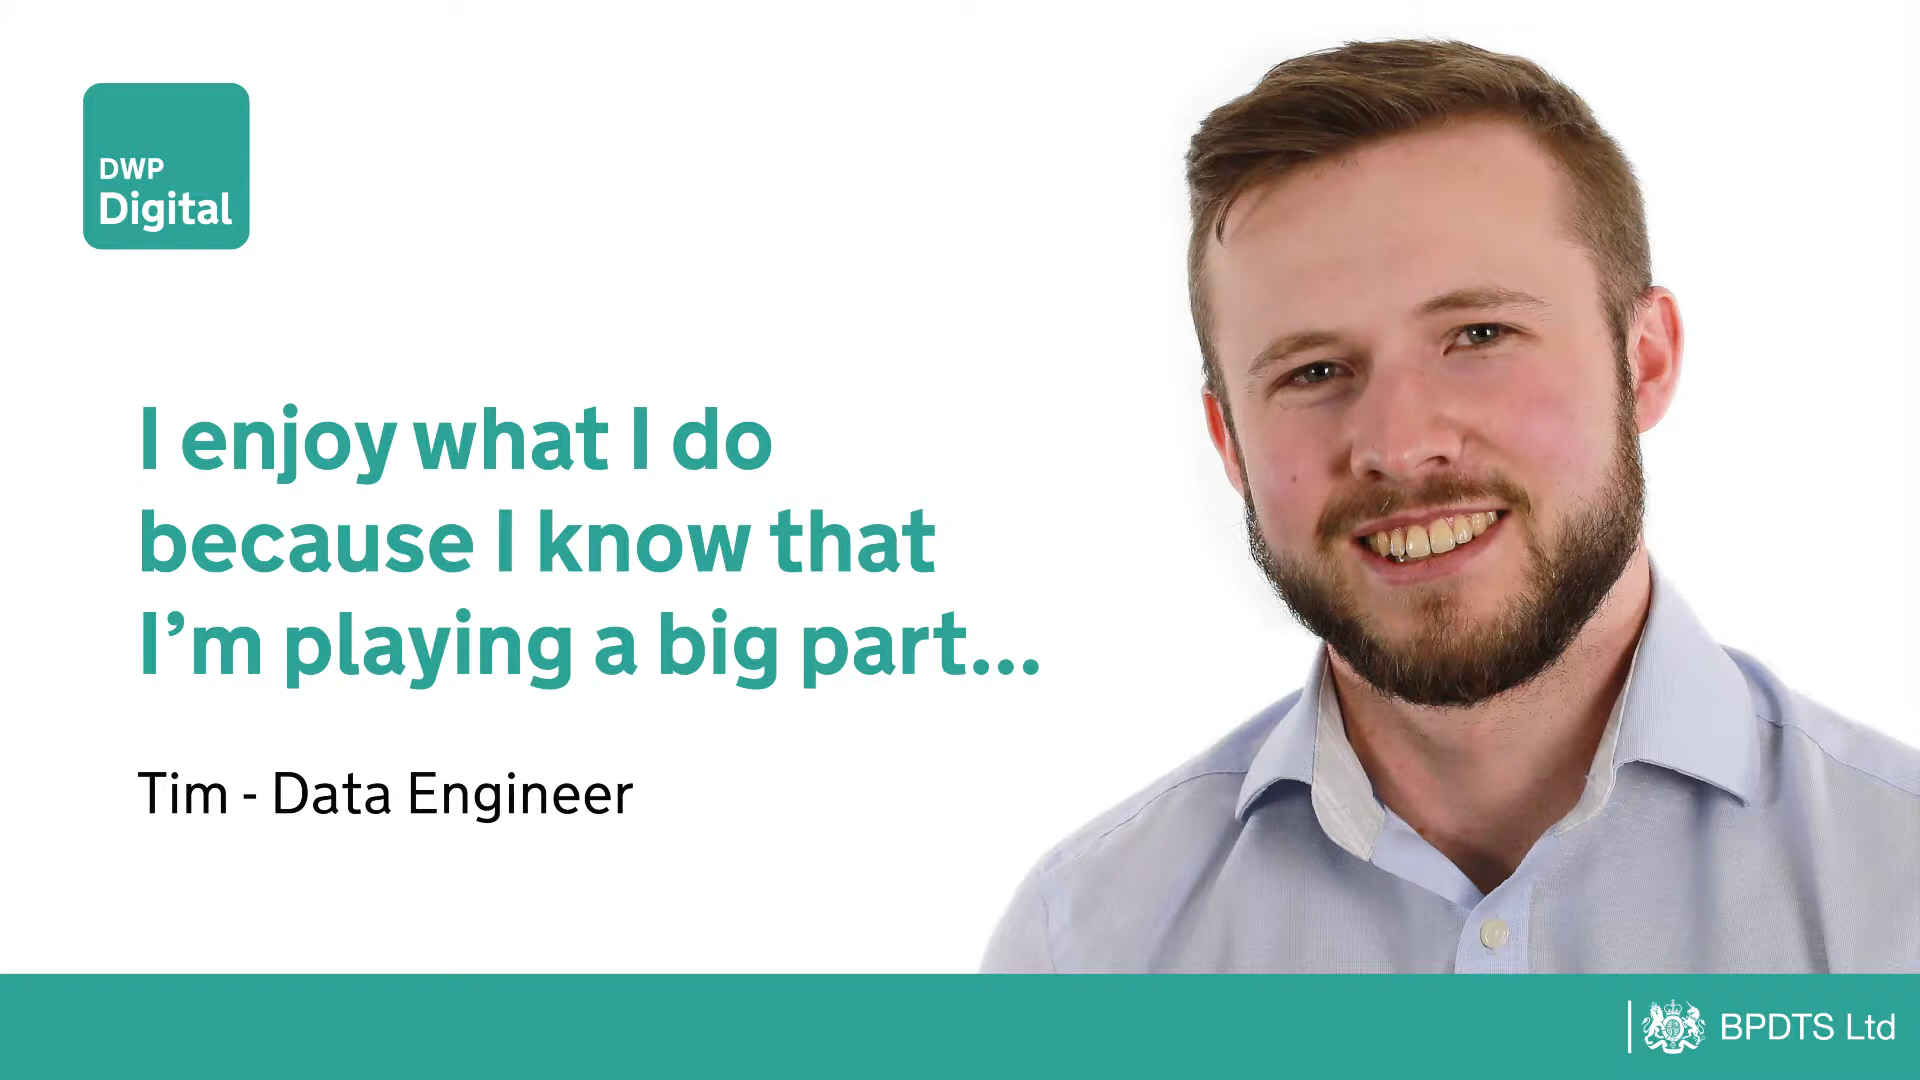 DWP
Digital
I enjoy what I do
because I know that
I’m playing a big part...
Tim - Data Engineer
BPDTS Ltd